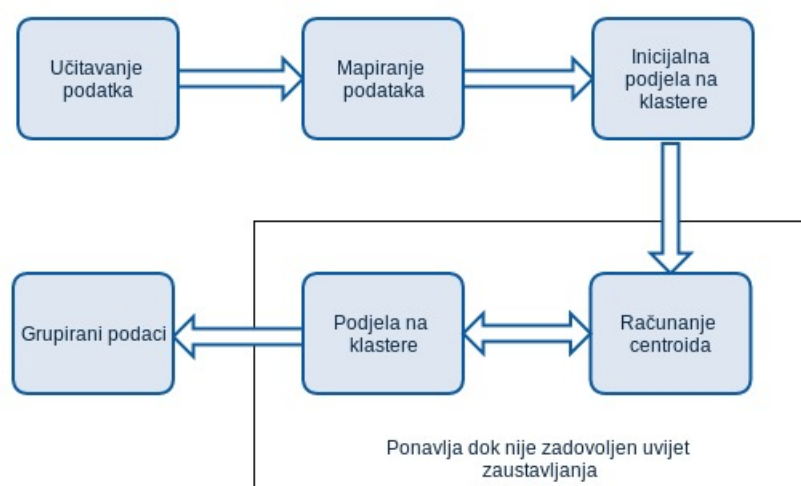 Učitavanje
podatka
Mapiranje
podataka
Inicijalna
podjela na
klastere
Grupirani podaci
Podjela na
klastere
Računanje
centroida
Ponavlja dok nije zadovoljen uvijet
zaustavljanja